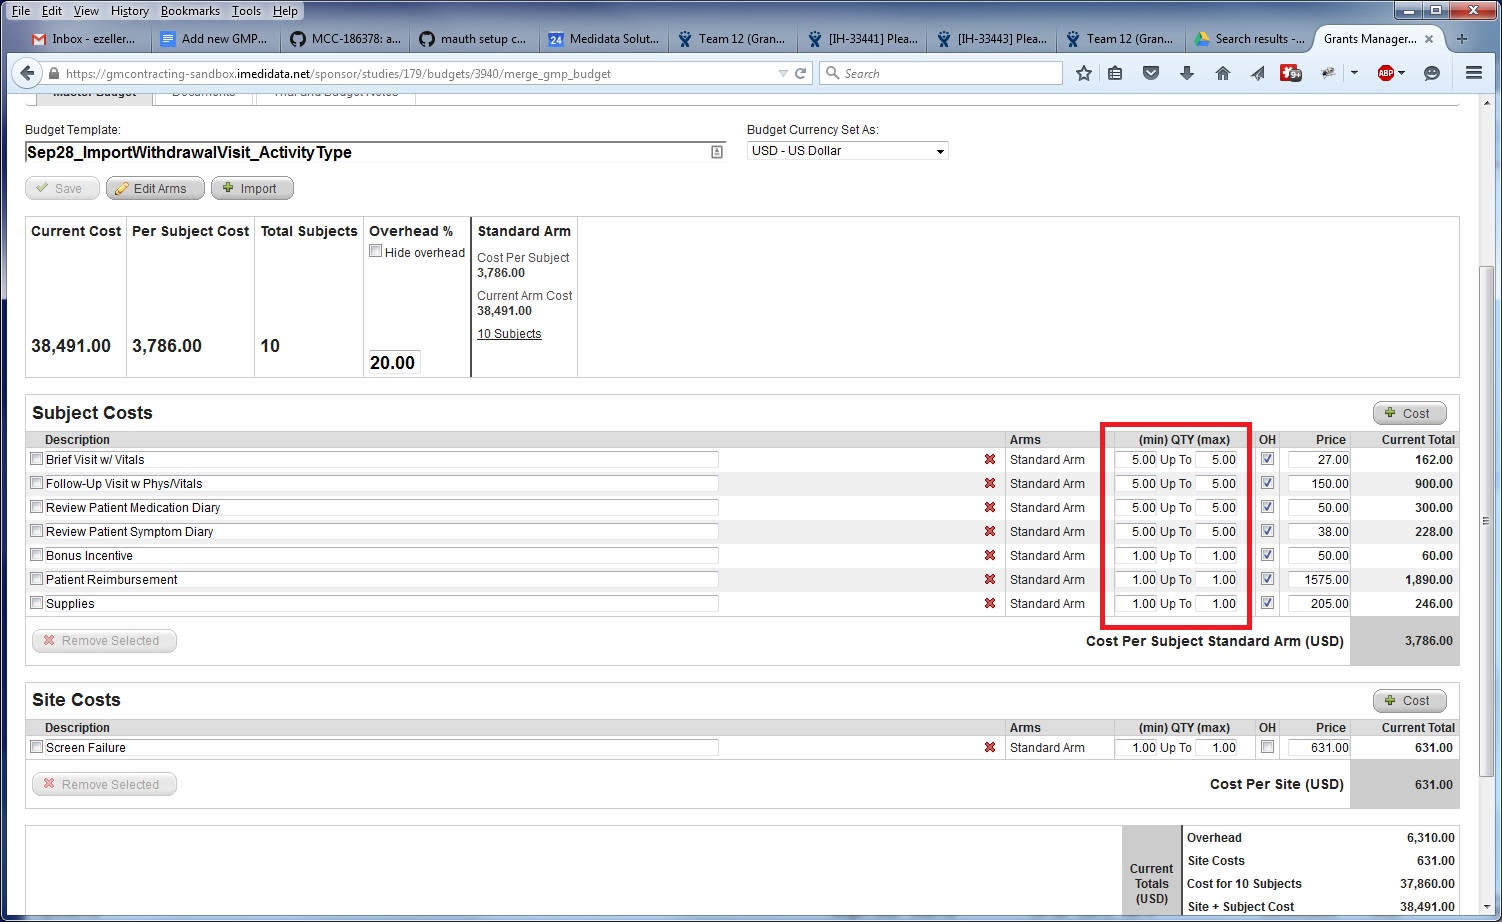 File Edit View History Bookmarks Tools Help
Inbox - ezeller... Add new GMP... MCC-186378: a... mauth setup c... Medidata Solut... Team 12 (Gran... [IH-33441] Plea... [IH-33443] Plea... Team 12 (Gran... Search results -... Grants Manager...
https://gmcontracting-sandbox.imedidata.net/sponsor/studies/179/budgets/3940/merge_gmp_budget Search 9+ ABP
Master Budget Documents Trial and Budget Notes
Budget Template: Budget Currency Set As:
Sep28_ImportWithdrawalVisit_ActivityType USD - US Dollar
Save Edit Arms Import
Current Cost Per Subject Cost Total Subjects Overhead % Standard Arm
Hide overhead Cost Per Subject
3,786.00
Current Arm Cost
38,491.00
10 Subjects
38,491.00 3,786.00 10 20.00
Subject Costs Cost
Description Arms (min) QTY (max) OH Price Current Total
Brief Visit w/ Vitals Standard Arm 5.00 Up To 5.00 27.00 162.00
Follow-Up Visit w Phys/Vitals Standard Arm 5.00 Up To 5.00 150.00 900.00
Review Patient Medication Diary Standard Arm 5.00 Up To 5.00 50.00 300.00
Review Patient Symptom Diary Standard Arm 5.00 Up To 5.00 38.00 228.00
Bonus Incentive Standard Arm 1.00 Up To 1.00 50.00 60.00
Patient Reimbursement Standard Arm 1.00 Up To 1.00 1575.00 1,890.00
Supplies Standard Arm 1.00 Up To 1.00 205.00 246.00
Remove Selected Cost Per Subject Standard Arm (USD) 3,786.00
Site Costs Cost
Description Arms (min) QTY (max) OH Price Current Total
Screen Failure Standard Arm 1.00 Up To 1.00 631.00 631.00
Remove Selected Cost Per Site (USD) 631.00
Current Totals (USD)
Overhead 6,310.00
Site Costs 631.00
Cost for 10 Subjects 37,860.00
Site + Subject Cost 38,491.00